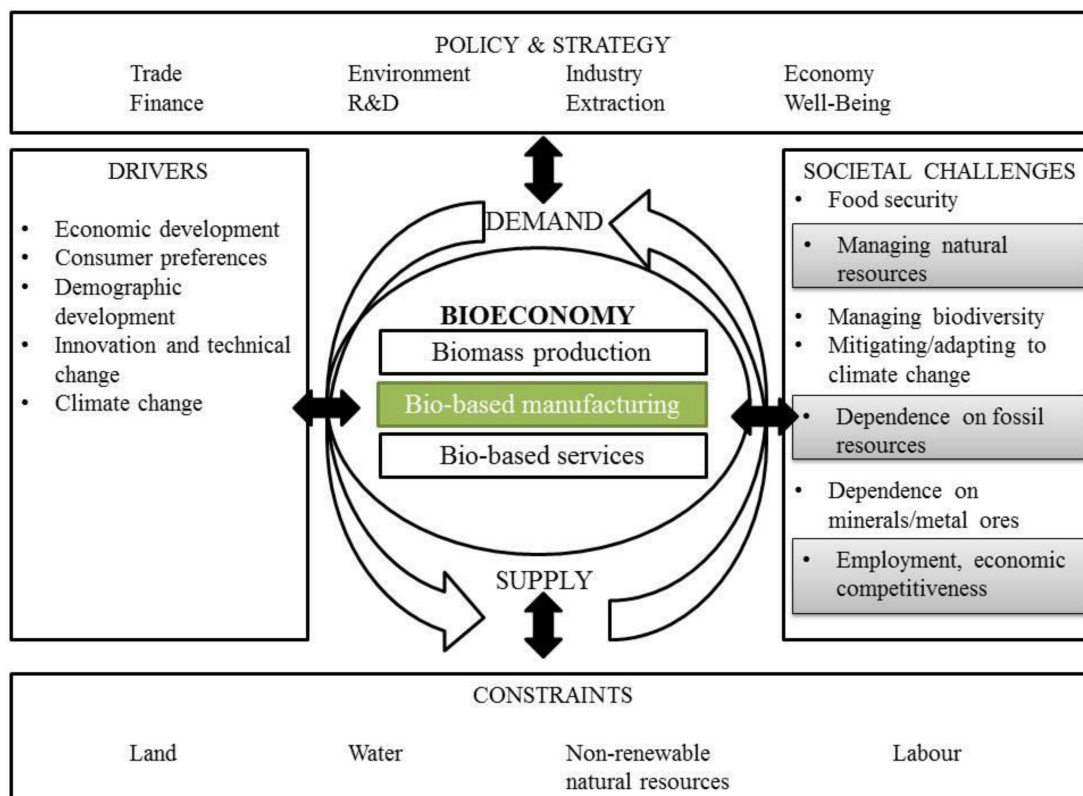 POLICY & STRATEGY
Trade Environment Industry Economy
Finance R&D Extraction Well-Being
DRIVERS
• Economic development
• Consumer preferences
• Demographic
development
• Innovation and technical
change
• Climate change
DEMAND
BIOECONOMY
Biomass production
Bio-based manufacturing
Bio-based services
SUPPLY
SOCIETAL CHALLENGES
• Food security
• Managing natural
resources
• Managing biodiversity
• Mitigating/adapting to
climate change
• Dependence on fossil
resources
• Dependence on
minerals/metal ores
• Employment, economic
competitiveness
CONSTRAINTS
Land Water Non-renewable Labour
natural resources